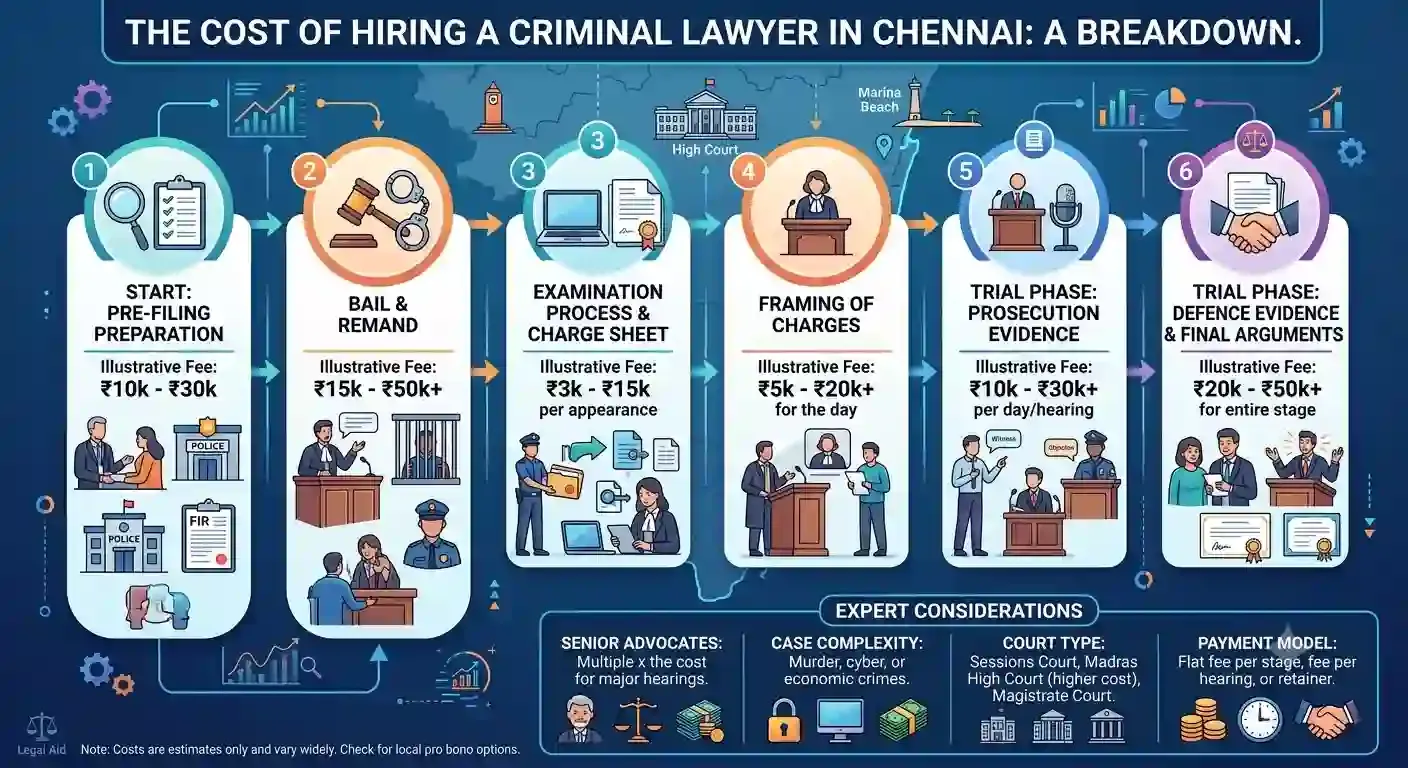 THE COST OF HIRING A CRIMINAL LAWYER IN CHENNAI: A BREAKDOWN.
High Court
Marina
Beach
1
START:
PRE-FILING
PREPARATION
Illustrative Fee:
₹10k - ₹30k
POLICE
POLICE
FIR
2
BAIL &
REMAND
Illustrative Fee:
₹15k - ₹50k+
3
3
EXAMINATION
PROCESS &
CHARGE SHEET
Illustrative Fee:
₹3k - ₹15k
per appearance
4
FRAMING OF
CHARGES
Illustrative Fee:
₹5k - ₹20k+
for the day
5
TRIAL PHASE:
PROSECUTION
EVIDENCE
Illustrative Fee:
₹10k - ₹30k+
per day/hearing
Witness
6
TRIAL PHASE:
DEFENCE EVIDENCE
& FINAL ARGUMENTS
Illustrative Fee:
₹20k - ₹50k+
for entire stage
EXPERT CONSIDERATIONS
SENIOR ADVOCATES:
Multiple x the cost
for major hearings.
CASE COMPLEXITY:
Murder, cyber, or
economic crimes.
COURT TYPE:
Sessions Court, Madras
High Court (higher cost),
Magistrate Court.
PAYMENT MODEL:
Flat fee per stage, fee per
hearing, or retainer.
Legal Aid
Note: Costs are estimates only and vary widely. Check for local pro bono options.